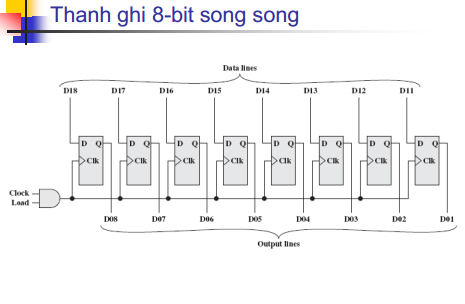 Thanh ghi 8-bit song song
Data lines
D18 D17 D16 D15 D14 D13 D12 D11
D Q D Q D Q D Q D Q D Q D Q D Q
Clk Clk Clk Clk Clk Clk Clk Clk
Clock
Load
D08 D07 D06 D05 D04 D03 D02 D01
Output lines